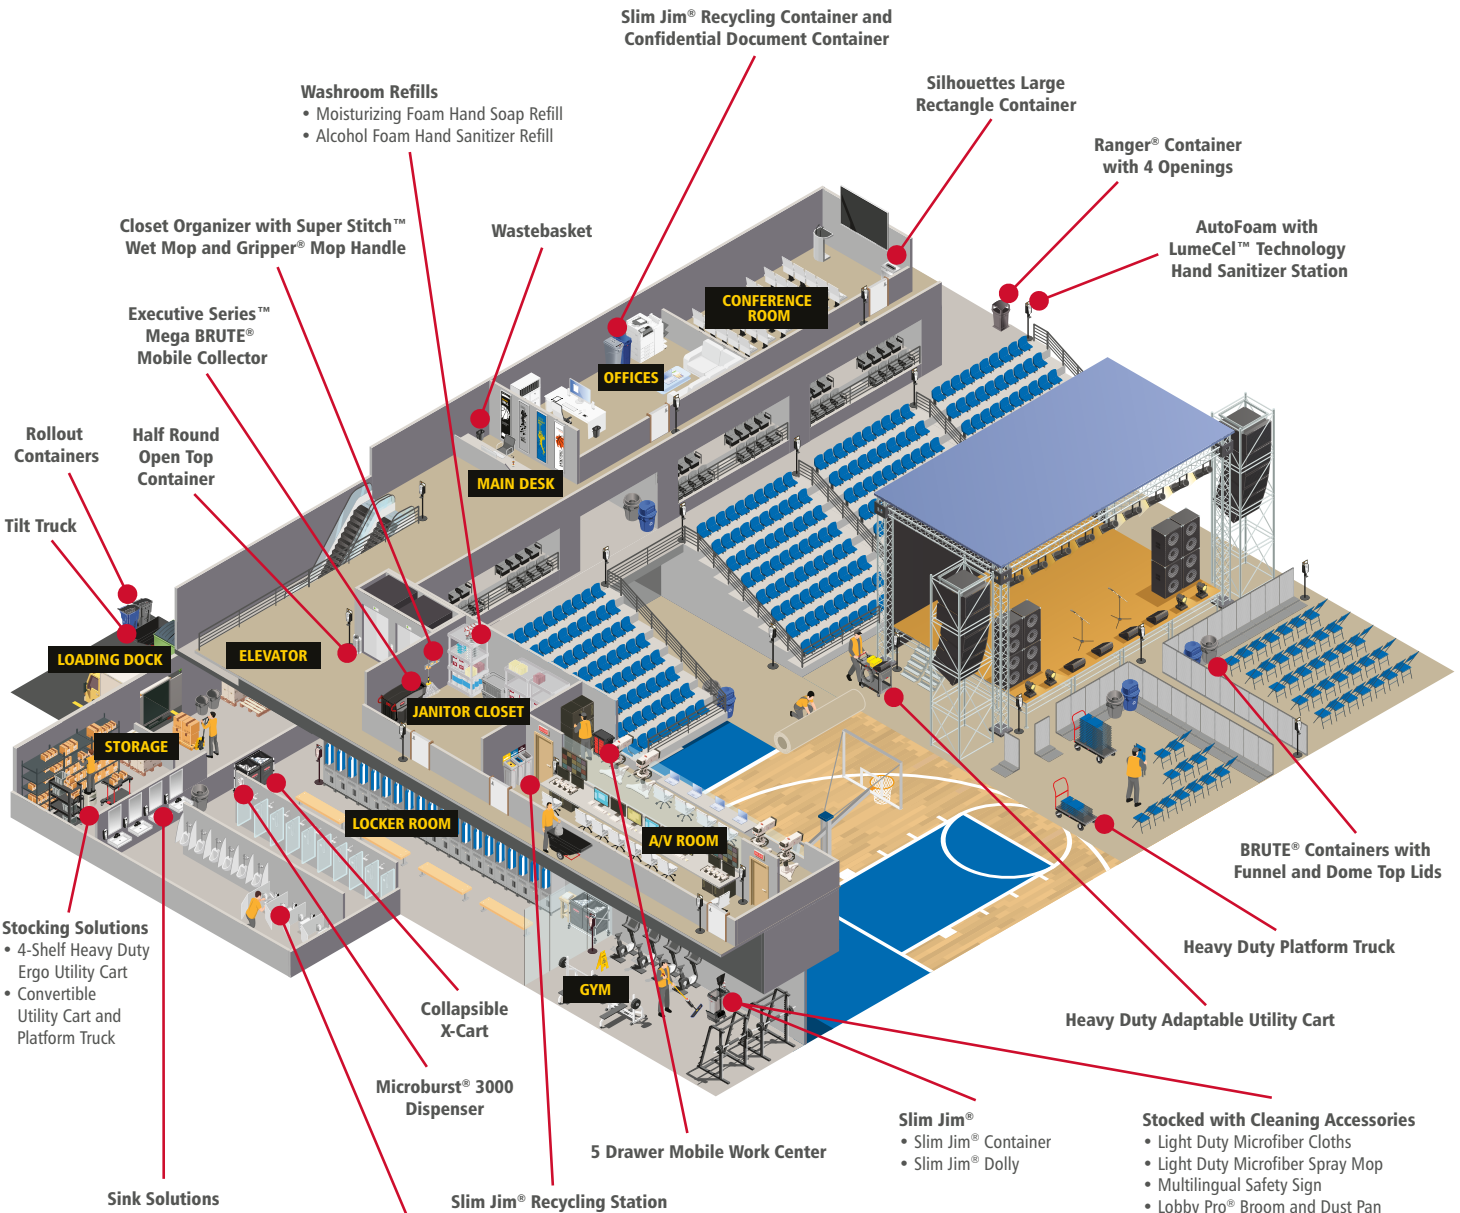 Slim Jim® Recycling Container and
Confidential Document Container
Silhouettes Large
Rectangle Container
Washroom Refills
• Moisturizing Foam Hand Soap Refill
• Alcohol Foam Hand Sanitizer Refill
Ranger® Container
with 4 Openings
Closet Organizer with Super Stitch™
Wet Mop and Gripper® Mop Handle
Wastebasket
AutoFoam with
LumeCel™ Technology
Hand Sanitizer Station
Executive Series™
Mega BRUTE®
Mobile Collector
CONFERENCE
ROOM
OFFICES
Rollout
Containers
Half Round
Open Top
Container
MAIN DESK
Tilt Truck
LOADING DOCK
ELEVATOR
JANITOR CLOSET
STORAGE
LOCKER ROOM
A/V ROOM
BRUTE® Containers with
Funnel and Dome Top Lids
Stocking Solutions
• 4-Shelf Heavy Duty
Ergo Utility Cart
• Convertible
Utility Cart and
Platform Truck
Heavy Duty Platform Truck
GYM
Collapsible
X-Cart
Heavy Duty Adaptable Utility Cart
Microburst® 3000
Dispenser
Slim Jim®
• Slim Jim® Container
• Slim Jim® Dolly
Stocked with Cleaning Accessories
• Light Duty Microfiber Cloths
• Light Duty Microfiber Spray Mop
• Multilingual Safety Sign
• Lobby Pro® Broom and Dust Pan
5 Drawer Mobile Work Center
Sink Solutions
Slim Jim® Recycling Station